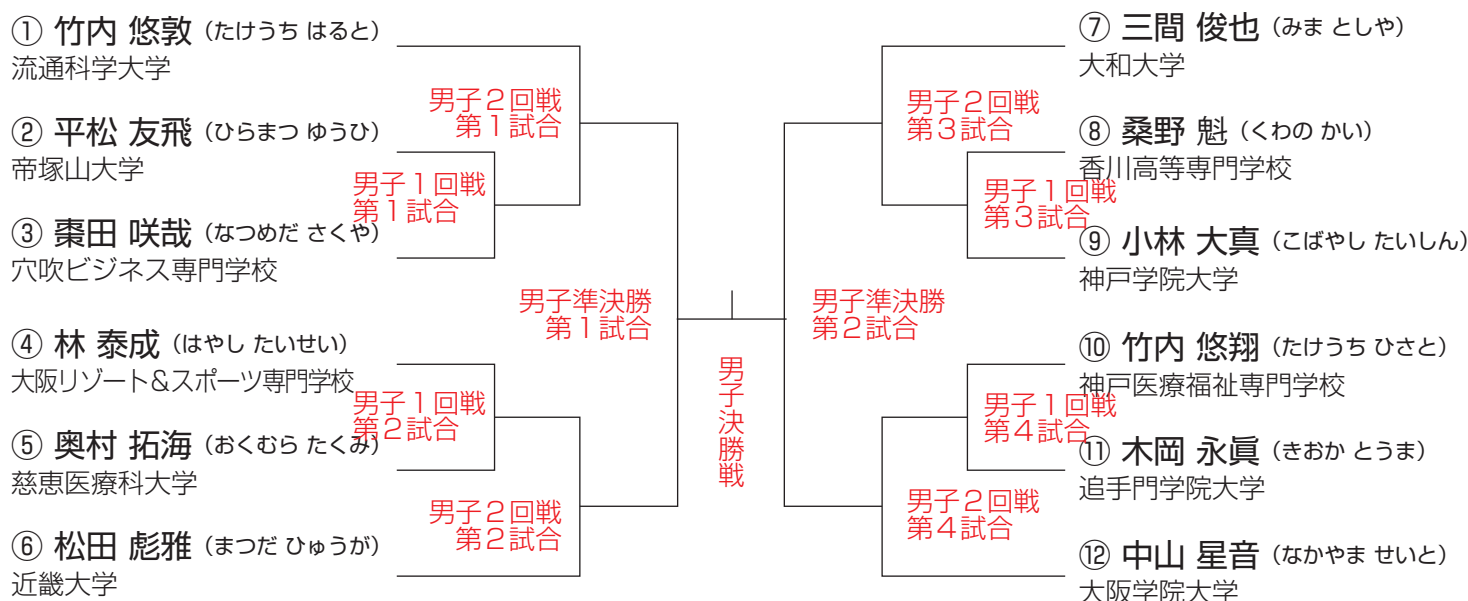 ① 竹内 悠敦（たけうち はると）
流通科学大学
男子２回戦
第１試合
② 平松 友飛（ひらまつ ゆうひ）
帝塚山大学
男子１回戦
第１試合
③ 棗田 咲哉（なつめだ さくや）
穴吹ビジネス専門学校
男子準決勝
第１試合
④ 林 泰成（はやし たいせい）
大阪リゾート＆スポーツ専門学校
男子１回戦
第２試合
⑤ 奥村 拓海（おくむら たくみ）
慈恵医療科大学
男子２回戦
第２試合
⑥ 松田 彪雅（まつだ ひゅうが）
近畿大学
男子決勝戦
⑦ 三間 俊也（みま としや）
大和大学
男子２回戦
第３試合
⑧ 桑野 魁（くわの かい）
香川高等専門学校
男子１回戦
第３試合
⑨ 小林 大真（こばやし たいしん）
神戸学院大学
男子準決勝
第２試合
⑩ 竹内 悠翔（たけうち ひさと）
神戸医療福祉専門学校
男子１回戦
第４試合
⑪ 木岡 永眞（きおか とうま）
追手門学院大学
男子２回戦
第４試合
⑫ 中山 星音（なかやま せいと）
大阪学院大学